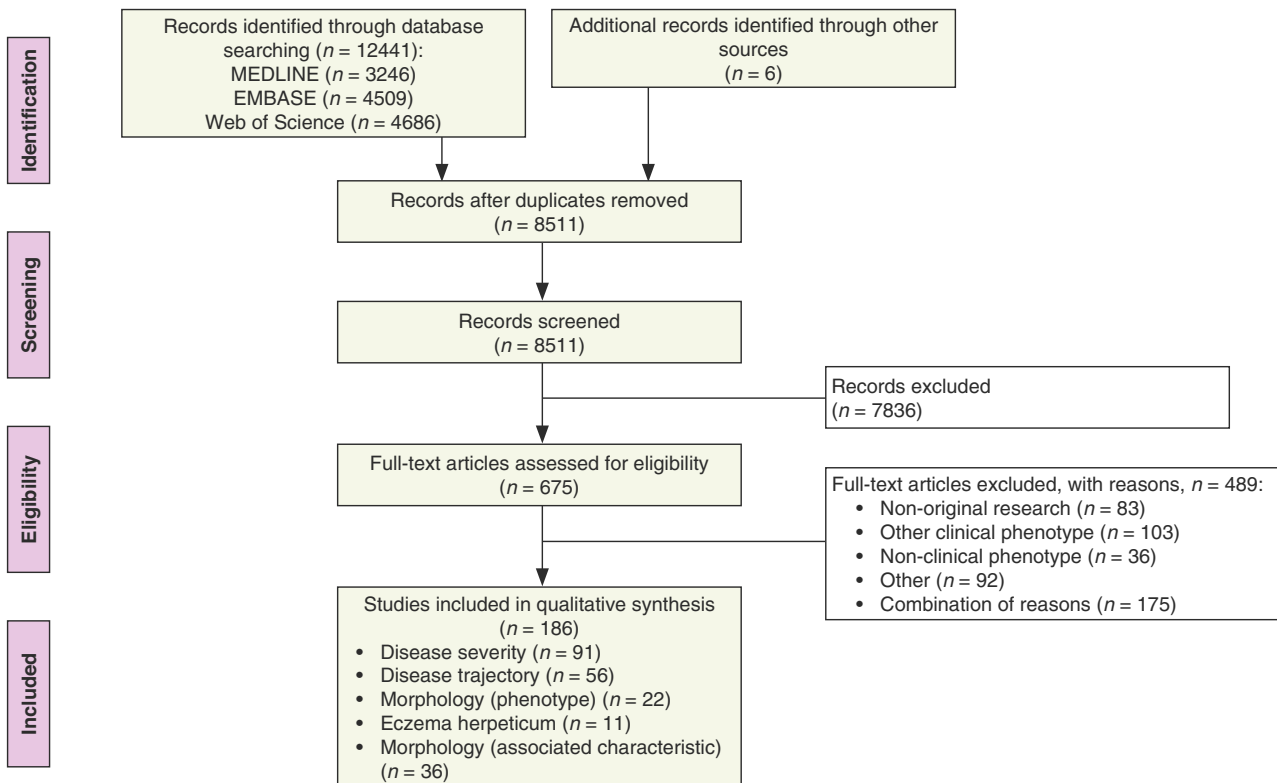 Identification
Records identified through database
searching (n = 12441):
MEDLINE (n = 3246)
EMBASE (n = 4509)
Web of Science (n = 4686)
Additional records identified through other
sources
(n = 6)
Records after duplicates removed
(n = 8511)
Screening
Records screened
(n = 8511)
Records excluded
(n = 7836)
Eligibility
Full-text articles assessed for eligibility
(n = 675)
Full-text articles excluded, with reasons, n = 489:
• Non-original research (n = 83)
• Other clinical phenotype (n = 103)
• Non-clinical phenotype (n = 36)
• Other (n = 92)
• Combination of reasons (n = 175)
Included
Studies included in qualitative synthesis
(n = 186)
• Disease severity (n = 91)
• Disease trajectory (n = 56)
• Morphology (phenotype) (n = 22)
• Eczema herpeticum (n = 11)
• Morphology (associated characteristic)
(n = 36)